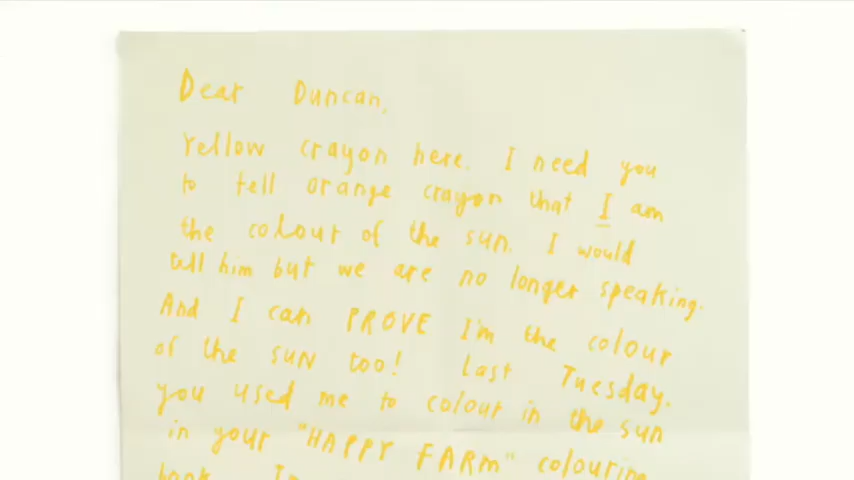 Dear Duncan,
Yellow crayon here. I need you
to tell orange crayon that I am
the colour of the sun. I would
tell him but we are no longer speaking.
And I can PROVE I'm the colour
of the sun too! Last Tuesday,
you used me to colour in the sun
in your "HAPPY FARM" colouring
book.